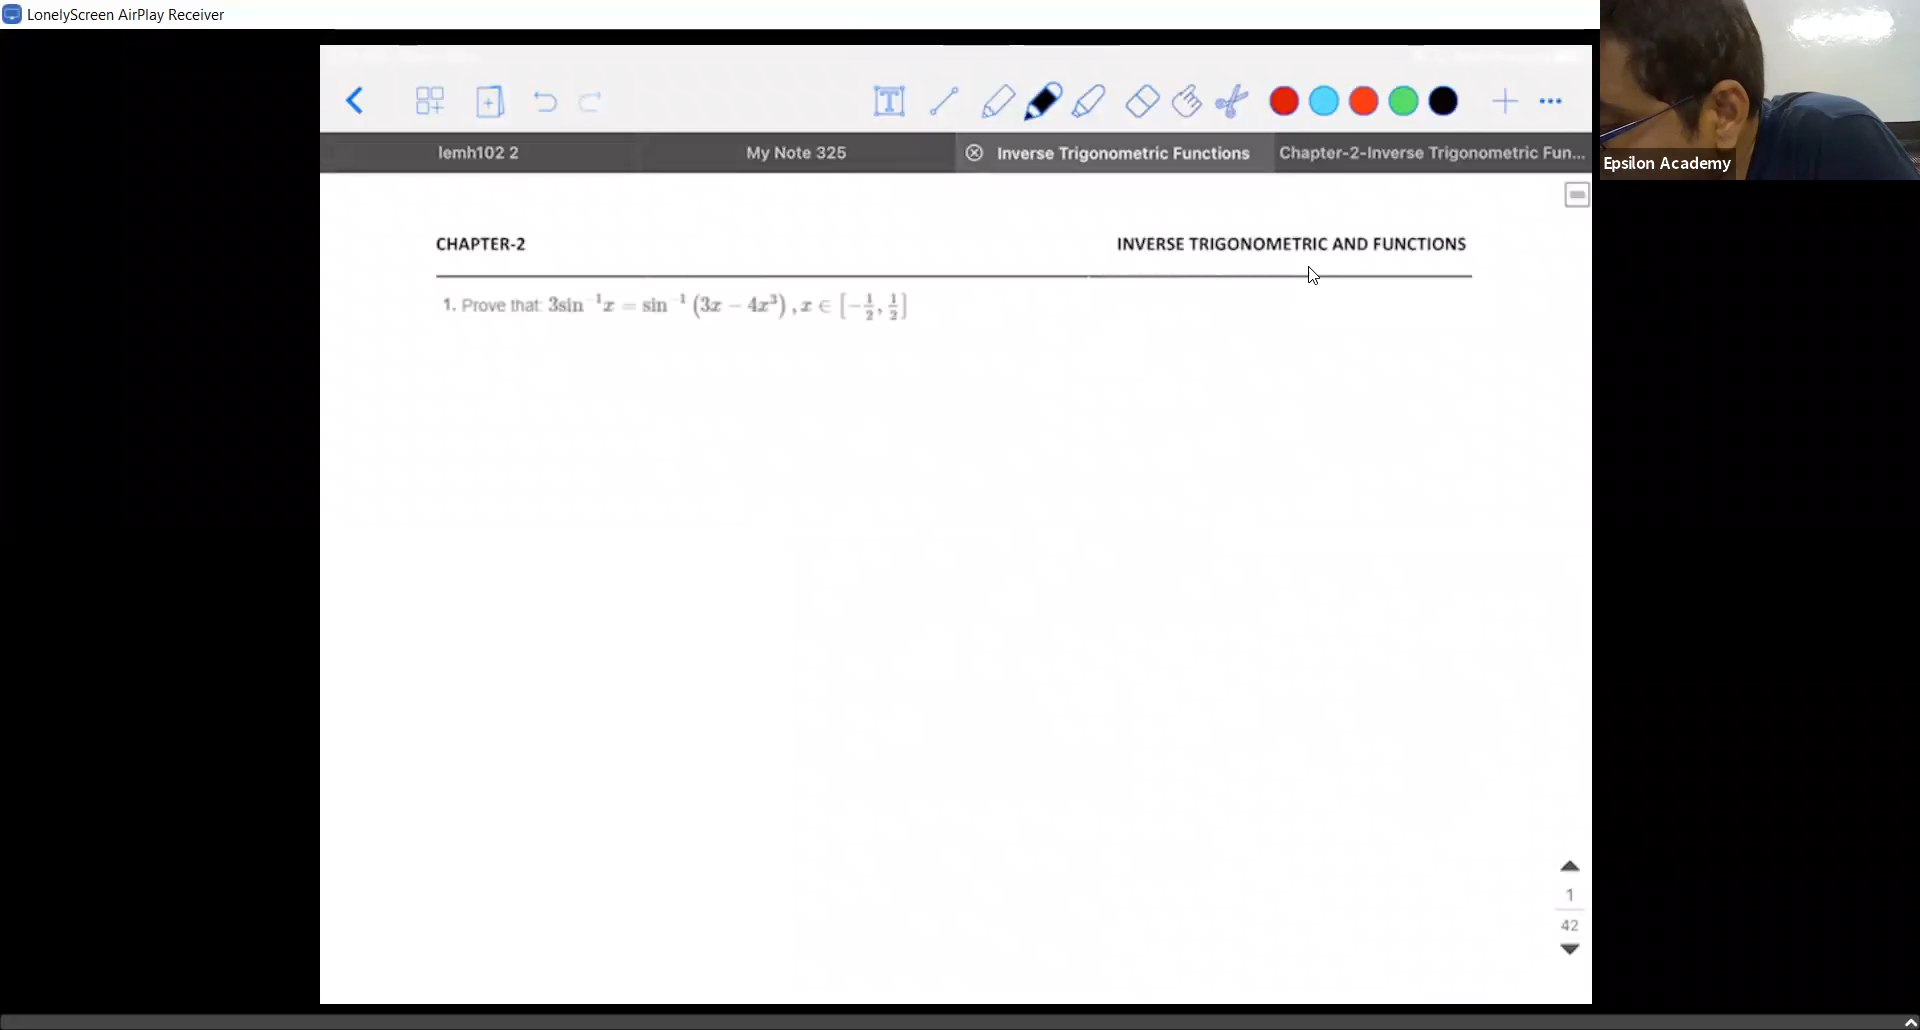 LonelyScreen AirPlay Receiver
Epsilon Academy
lemh102 2
My Note 325
Inverse Trigonometric Functions
Chapter-2-Inverse Trigonometric Fun...
CHAPTER-2
INVERSE TRIGONOMETRIC AND FUNCTIONS
1. Prove that: 3sin⁻¹x = sin⁻¹ (3x − 4x³), x ∈ [−1/2, 1/2]
1
42